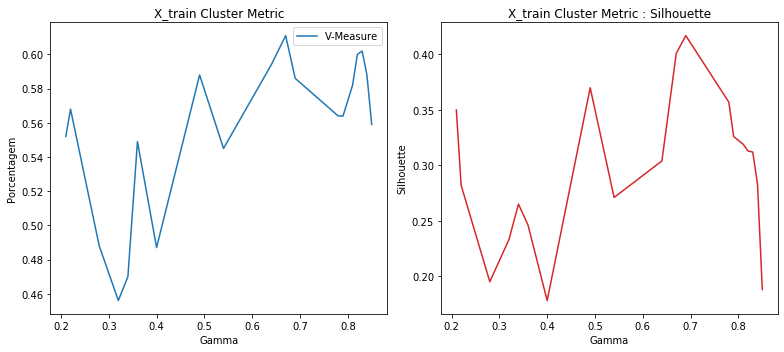 X_train Cluster Metric
V-Measure
0.60
0.58
0.56
0.54
0.52
0.50
0.48
0.46
Porcentagem
0.2 0.3 0.4 0.5 0.6 0.7 0.8
Gamma
X_train Cluster Metric : Silhouette
0.40
0.35
0.30
0.25
0.20
Silhouette
0.2 0.3 0.4 0.5 0.6 0.7 0.8
Gamma